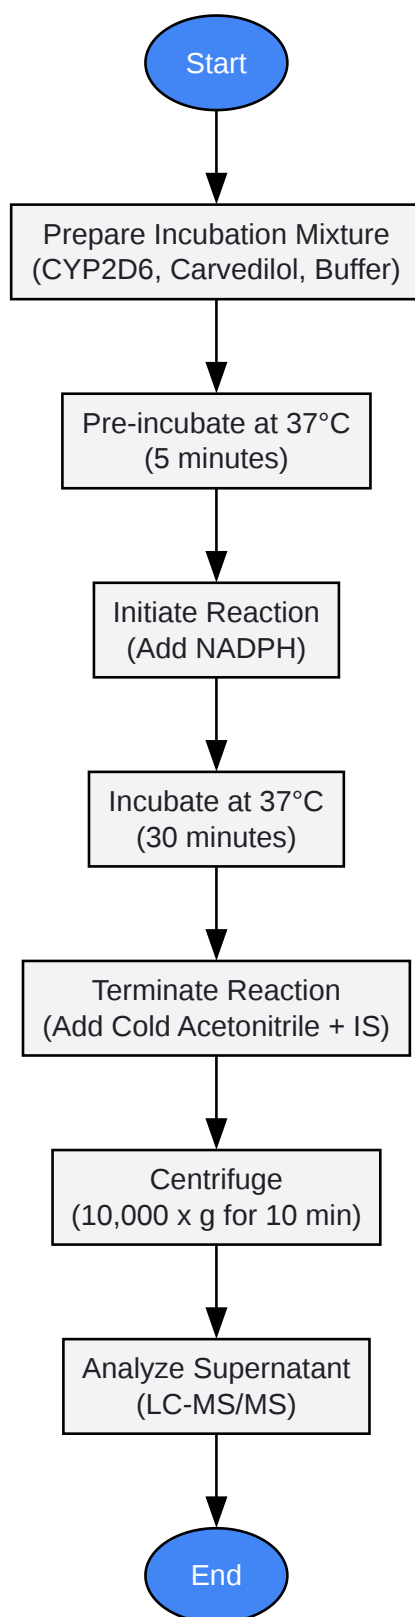 Start
Prepare Incubation Mixture
(CYP2D6, Carvedilol, Buffer)
Pre-incubate at 37°C
(5 minutes)
Initiate Reaction
(Add NADPH)
Incubate at 37°C
(30 minutes)
Terminate Reaction
(Add Cold Acetonitrile + IS)
Centrifuge
(10,000 x g for 10 min)
Analyze Supernatant
(LC-MS/MS)
End